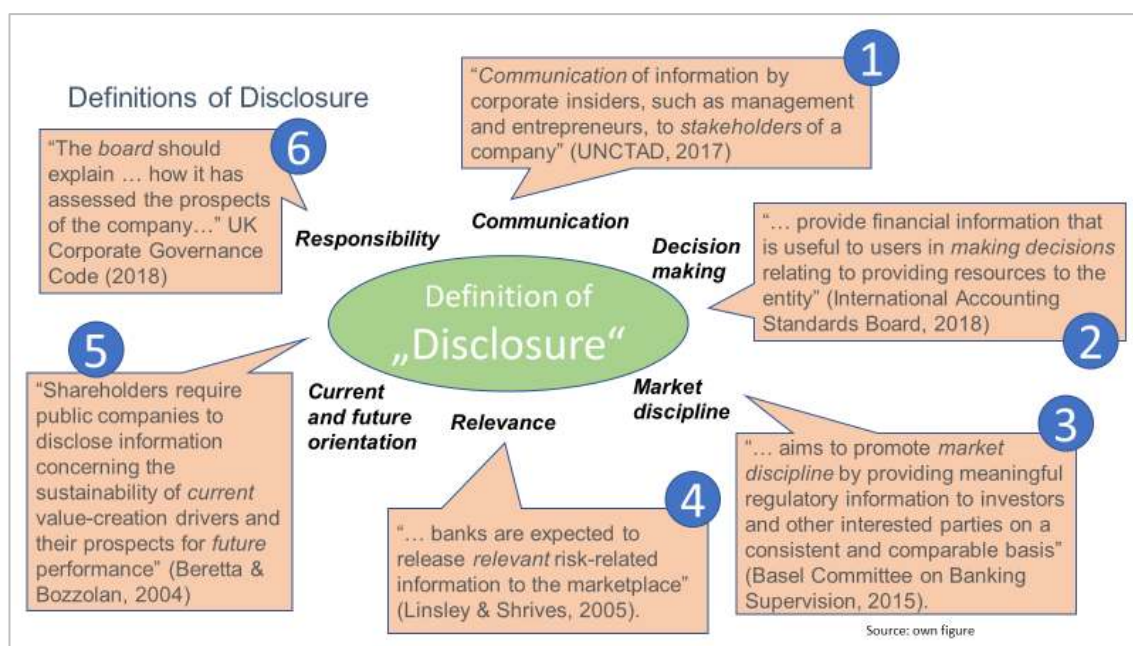 Definitions of Disclosure
1
“Communication of information by
corporate insiders, such as management
and entrepreneurs, to stakeholders of a
company” (UNCTAD, 2017)
6
“The board should
explain … how it has
assessed the prospects
of the company…” UK
Corporate Governance
Code (2018)
Responsibility
Communication
Decision
making
“… provide financial information that
is useful to users in making decisions
relating to providing resources to the
entity” (International Accounting
Standards Board, 2018)
2
Definition of
„Disclosure“
5
“Shareholders require
public companies to
disclose information
concerning the
sustainability of current
value-creation drivers and
their prospects for future
performance” (Beretta &
Bozzolan, 2004)
Current
and future
orientation
Relevance
Market
discipline
4
“… banks are expected to
release relevant risk-related
information to the marketplace”
(Linsley & Shrives, 2005).
3
“… aims to promote market
discipline by providing meaningful
regulatory information to investors
and other interested parties on a
consistent and comparable basis”
(Basel Committee on Banking
Supervision, 2015).
Source: own figure